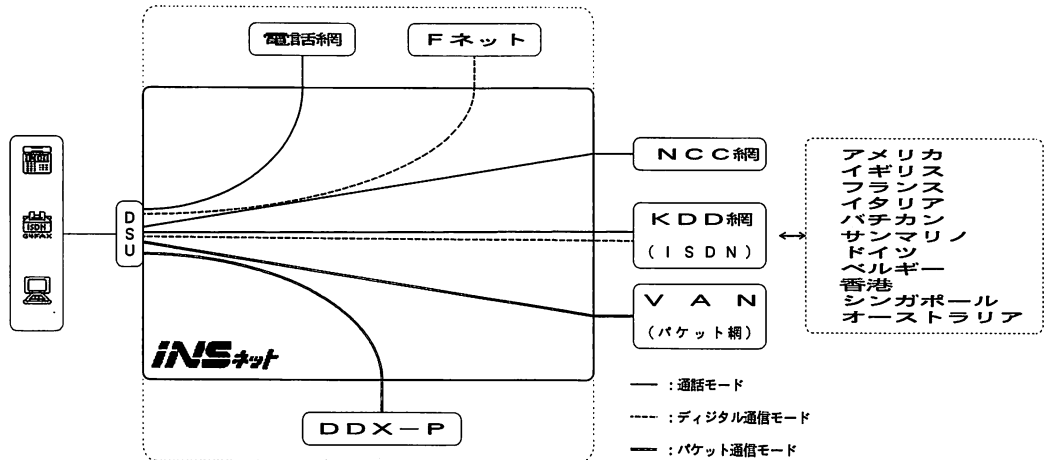 電話網
Fネット
NCC網
KDD網
(ISDN)
VAN
(パケット網)
アメリカ
イギリス
フランス
イタリア
バチカン
サンマリノ
ドイツ
ベルギー
香港
シンガポール
オーストラリア
ISDN
G4FAX
DSU
INSネット
DDX-P
── : 通話モード
---- : ディジタル通信モード
── : パケット通信モード